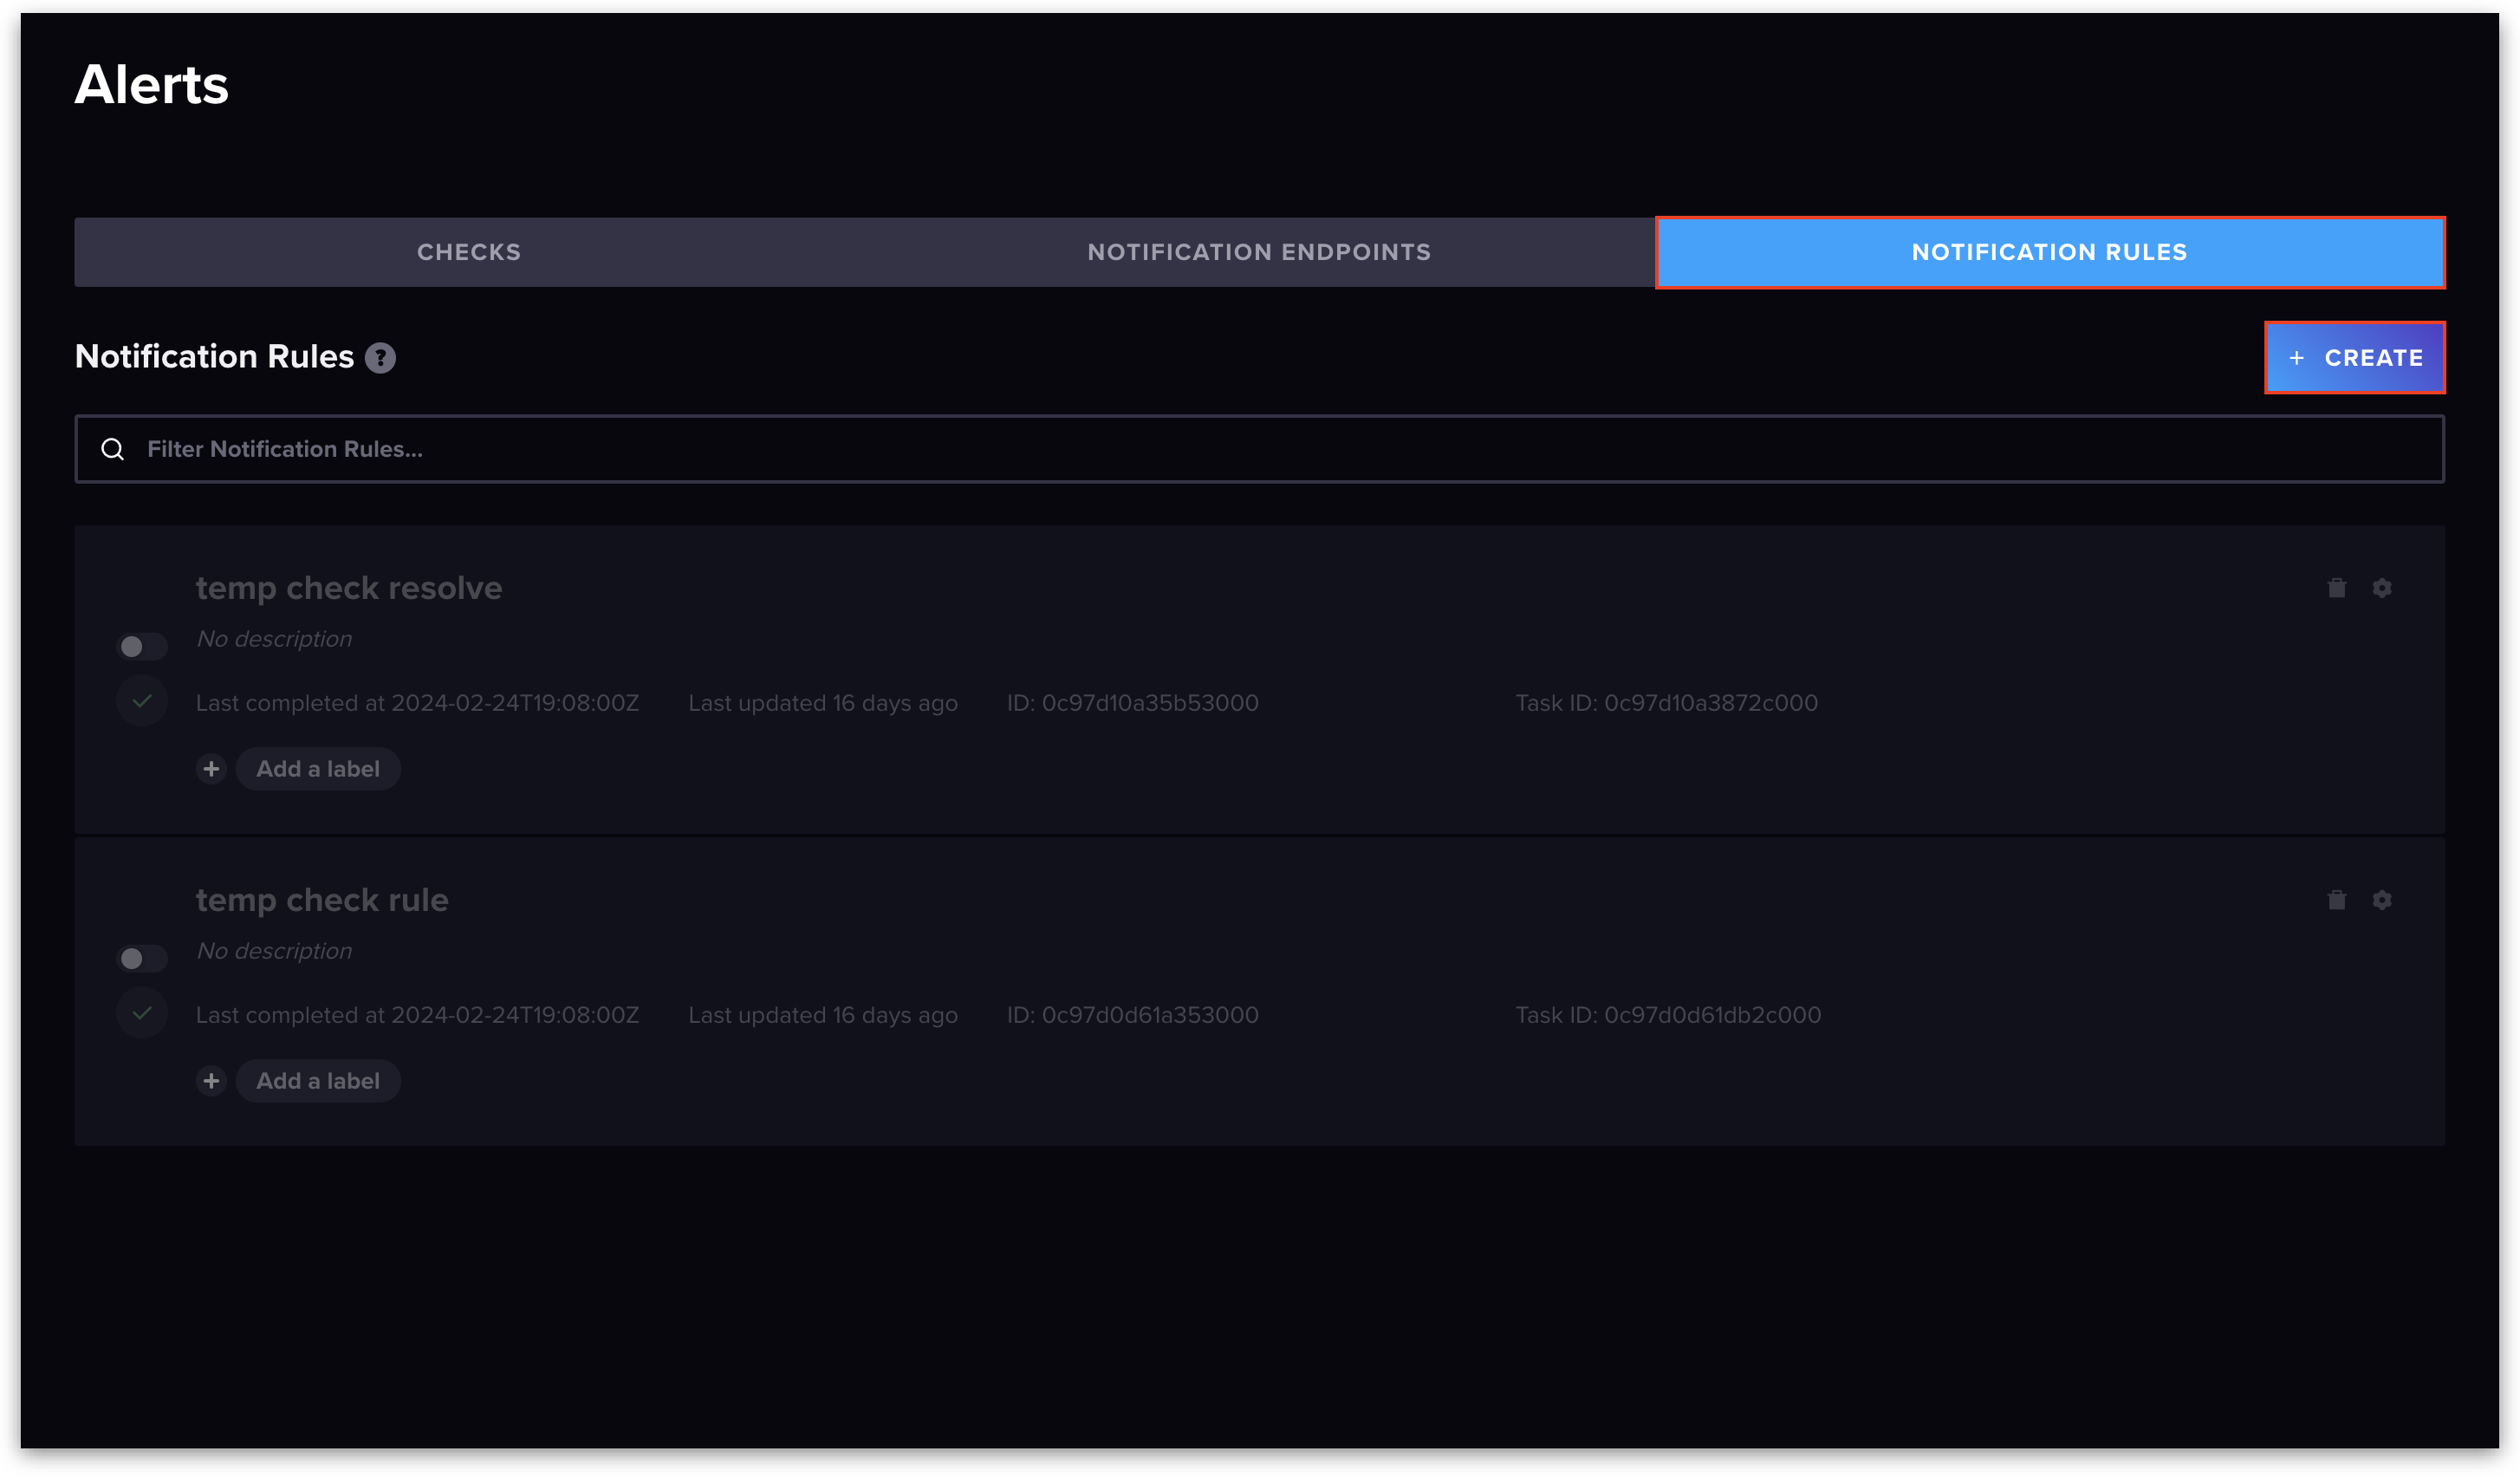 Alerts
CHECKS NOTIFICATION ENDPOINTS NOTIFICATION RULES
Notification Rules ? + CREATE
Filter Notification Rules...
temp check resolve
No description
Last completed at 2024-02-24T19:08:00Z Last updated 16 days ago ID: 0c97d10a35b53000 Task ID: 0c97d10a3872c000
+ Add a label
temp check rule
No description
Last completed at 2024-02-24T19:08:00Z Last updated 16 days ago ID: 0c97d0d61a353000 Task ID: 0c97d0d61db2c000
+ Add a label